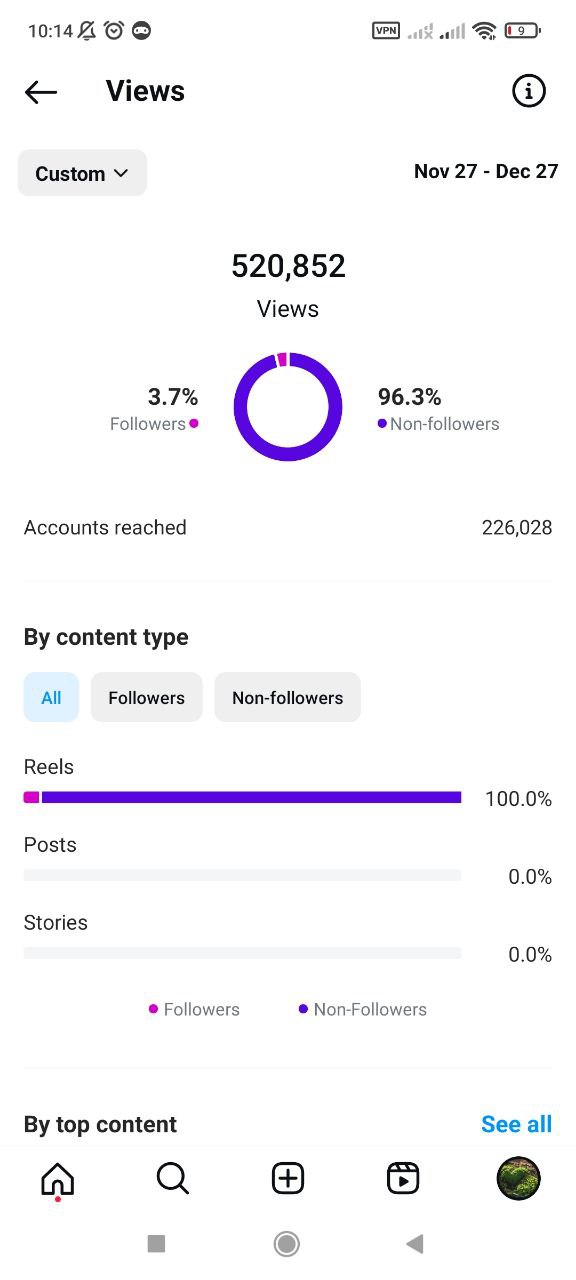 10:14
VPN
9
Views
Custom
Nov 27 - Dec 27
520,852
Views
3.7%
Followers
96.3%
Non-followers
Accounts reached
226,028
By content type
All
Followers
Non-followers
Reels
100.0%
Posts
0.0%
Stories
0.0%
Followers
Non-Followers
By top content
See all